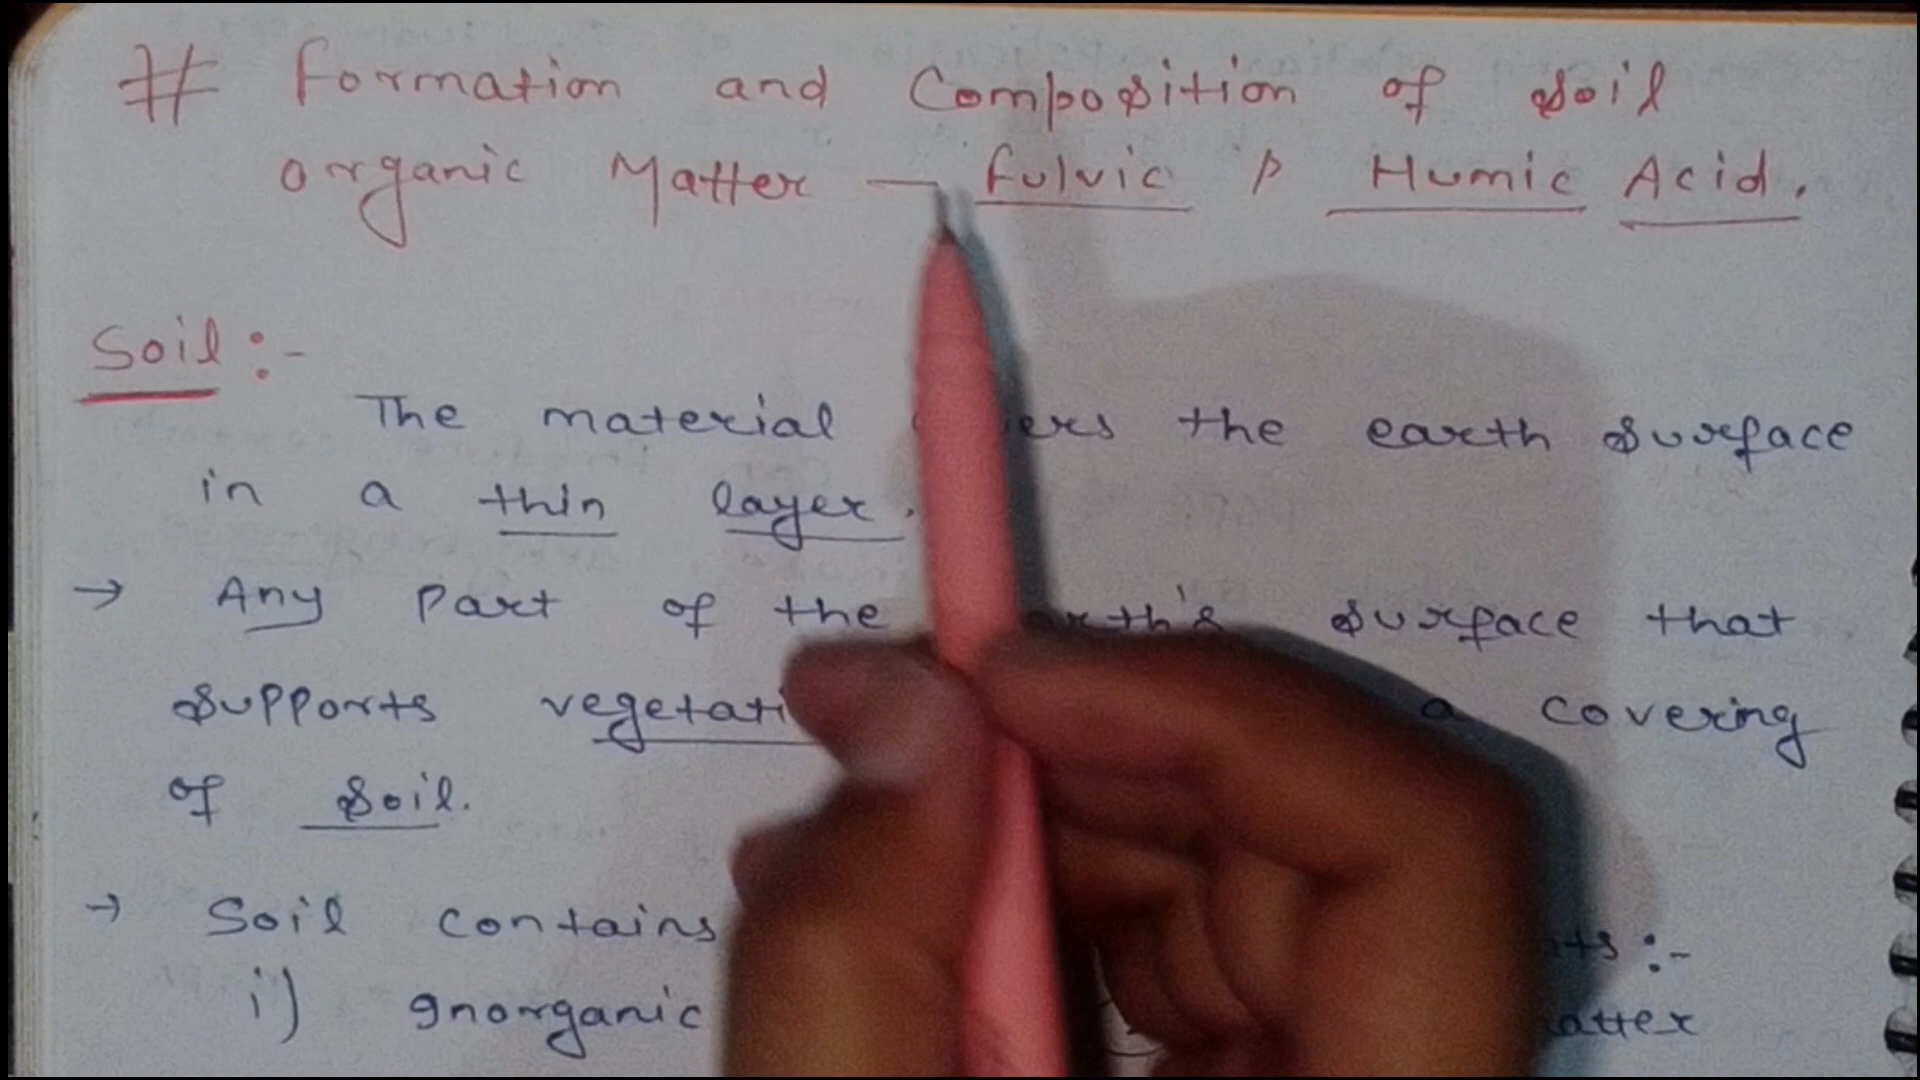 # Formation and Composition of Soil
Organic Matter — Fulvic & Humic Acid.
Soil :-
The material the earth surface
in a thin layer.
→ Any Part of the surface that
supports a covering
of soil.
→ Soil contains :-
i) Inorganic